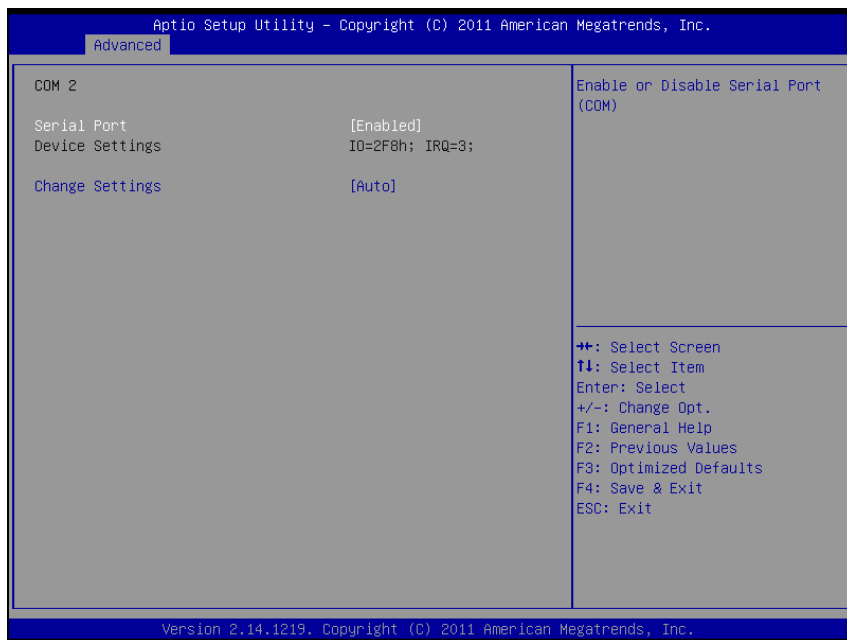 Aptio Setup Utility – Copyright (C) 2011 American Megatrends, Inc.
Advanced
COM 2
Serial Port [Enabled]
Device Settings IO=2F8h; IRQ=3;
Change Settings [Auto]
Enable or Disable Serial Port
(COM)
→←: Select Screen
↑↓: Select Item
Enter: Select
+/-: Change Opt.
F1: General Help
F2: Previous Values
F3: Optimized Defaults
F4: Save & Exit
ESC: Exit
Version 2.14.1219. Copyright (C) 2011 American Megatrends, Inc.